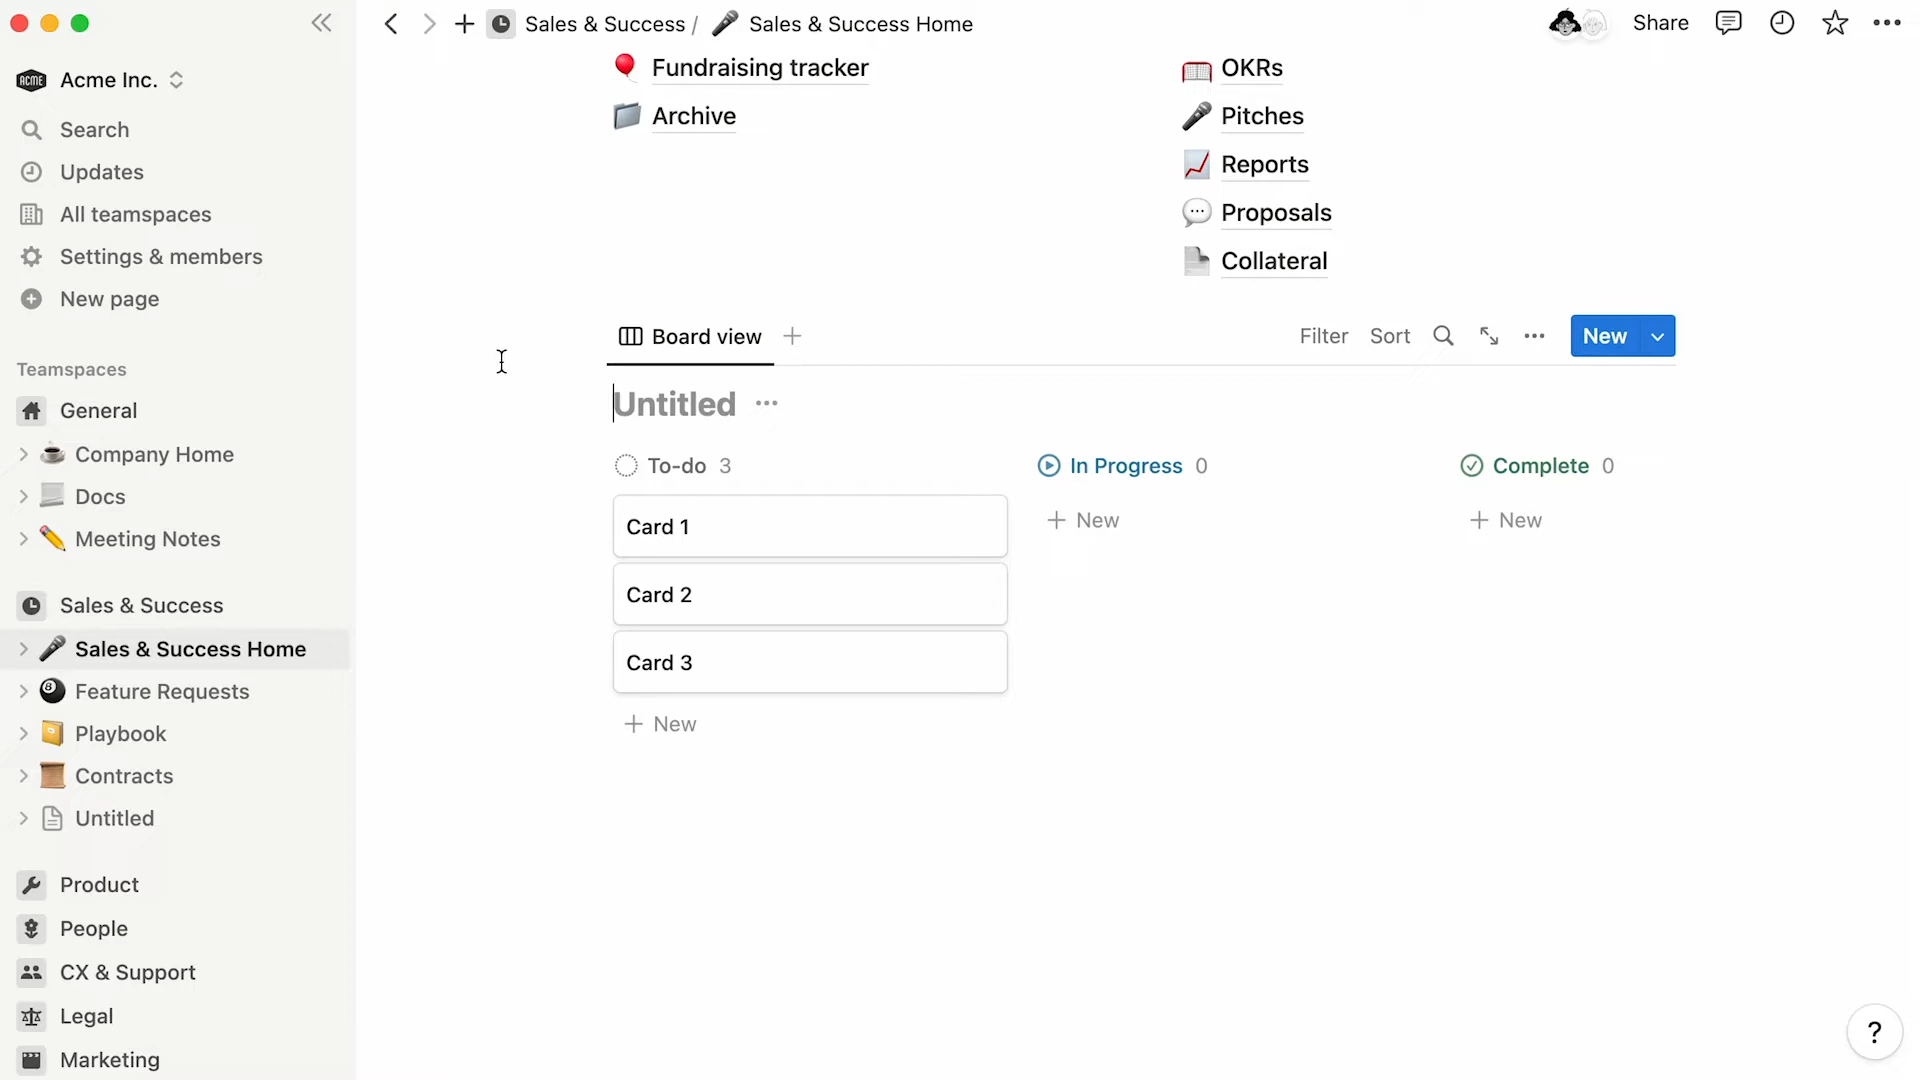 Sales & Success / Sales & Success Home
Share
ACME Acme Inc.
Search
Updates
All teamspaces
Settings & members
New page
Teamspaces
General
Company Home
Docs
Meeting Notes
Sales & Success
Sales & Success Home
Feature Requests
Playbook
Contracts
Untitled
Product
People
CX & Support
Legal
Marketing
Fundraising tracker
Archive
OKRs
Pitches
Reports
Proposals
Collateral
Board view
Filter Sort New
Untitled
To-do 3
Card 1
Card 2
Card 3
+ New
In Progress 0
+ New
Complete 0
+ New
?